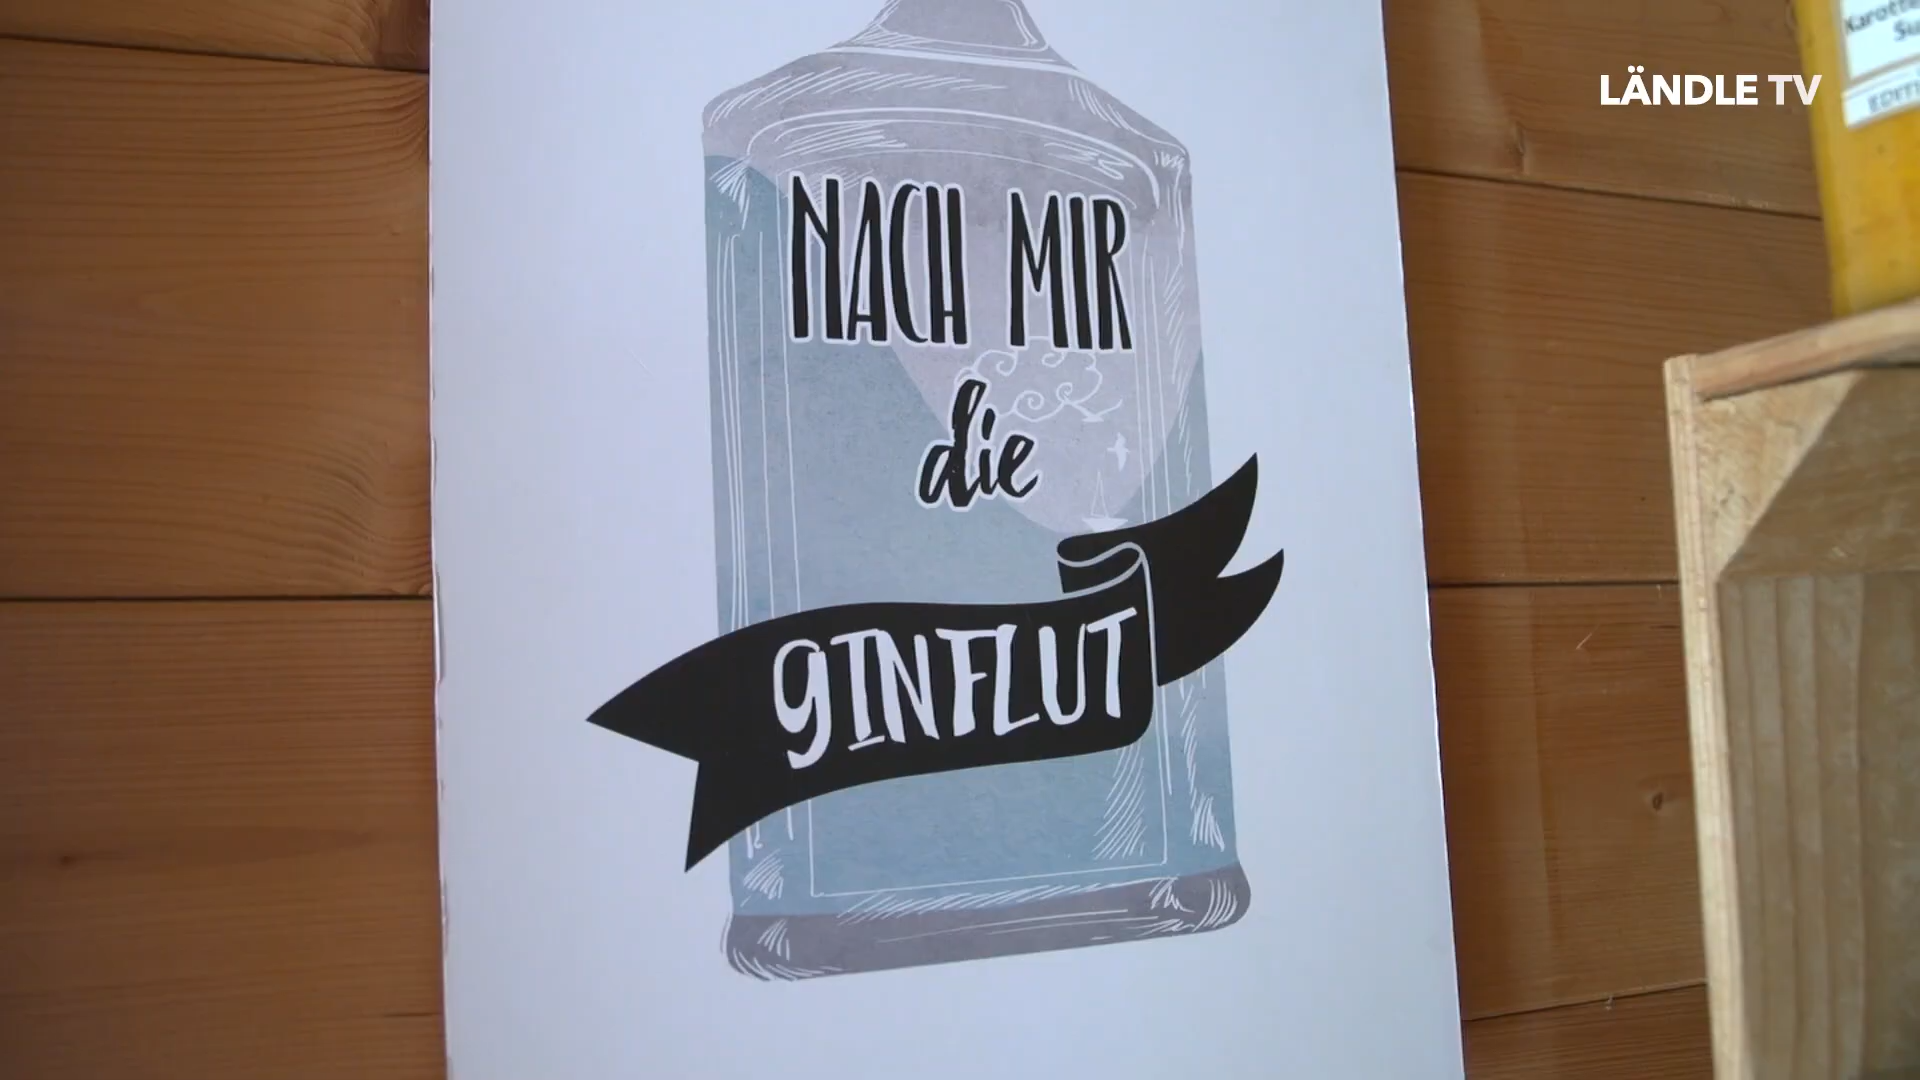 LÄNDLE TV
NACH MIR
die
GINFLUT